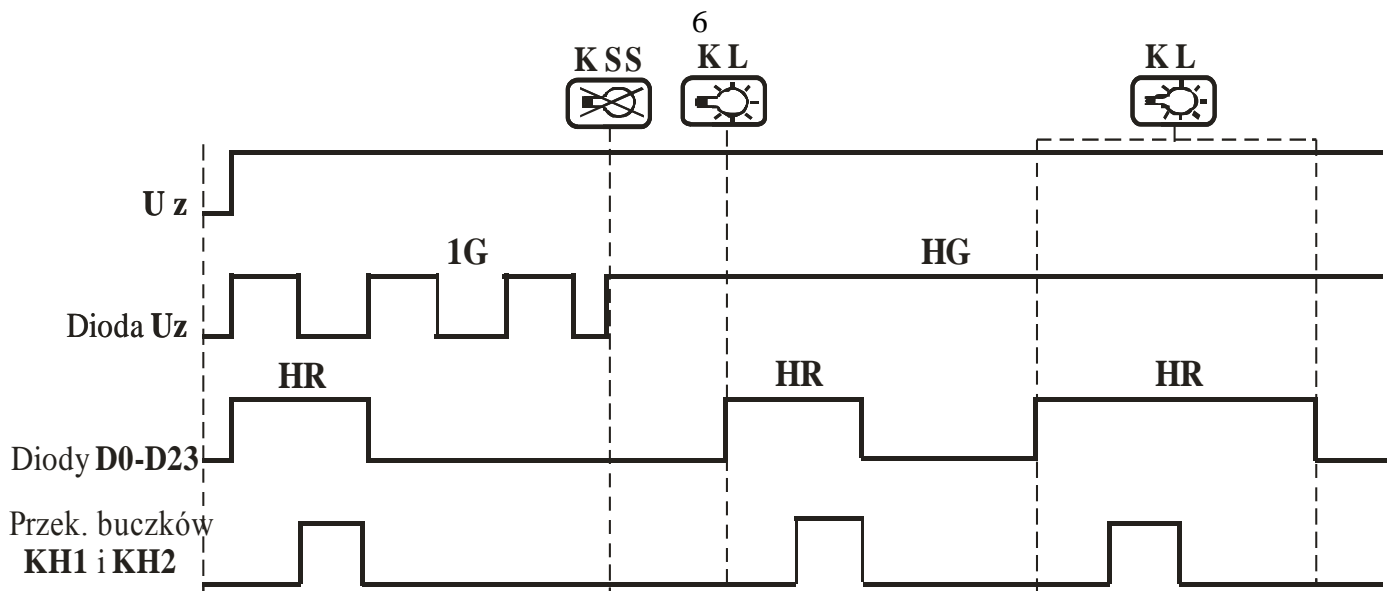 6
K SS K L K L
U z
1G HG
Dioda Uz
HR HR HR
Diody D0-D23
Przek. buczków
KH1 i KH2